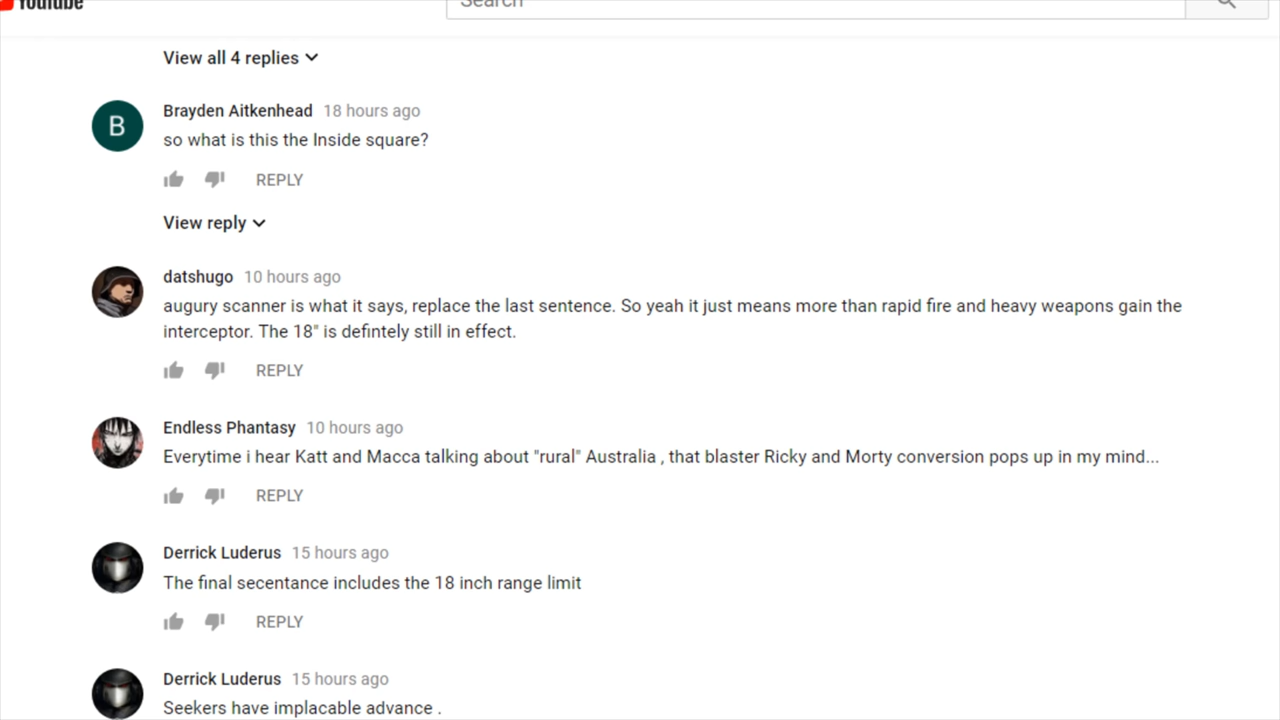 YouTube
Search
View all 4 replies
Brayden Aitkenhead 18 hours ago
B
so what is this the Inside square?
REPLY
View reply
datshugo 10 hours ago
augury scanner is what it says, replace the last sentence. So yeah it just means more than rapid fire and heavy weapons gain the
interceptor. The 18" is defintely still in effect.
REPLY
Endless Phantasy 10 hours ago
Everytime i hear Katt and Macca talking about "rural" Australia , that blaster Ricky and Morty conversion pops up in my mind...
REPLY
Derrick Luderus 15 hours ago
The final secentance includes the 18 inch range limit
REPLY
Derrick Luderus 15 hours ago
Seekers have implacable advance .